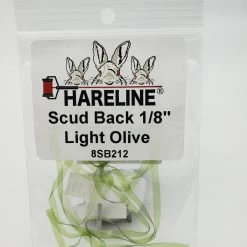 HARELINE®
Scud Back 1/8"
Light Olive
8SB212